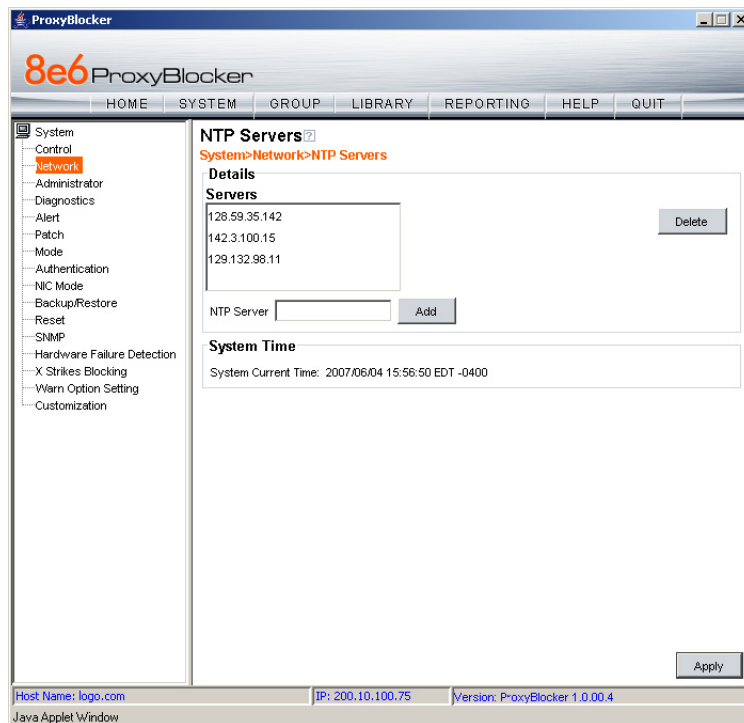 ProxyBlocker
8e6 ProxyBlocker
HOME SYSTEM GROUP LIBRARY REPORTING HELP QUIT
System
Control
Network
Administrator
Diagnostics
Alert
Patch
Mode
Authentication
NIC Mode
Backup/Restore
Reset
SNMP
Hardware Failure Detection
X Strikes Blocking
Warn Option Setting
Customization
NTP Servers ?
System>Network>NTP Servers
Details
Servers
128.59.35.142
142.3.100.15
129.132.98.11
Delete
NTP Server Add
System Time
System Current Time: 2007/06/04 15:56:50 EDT -0400
Apply
Host Name: logo.com IP: 200.10.100.75 Version: ProxyBlocker 1.0.00.4
Java Applet Window